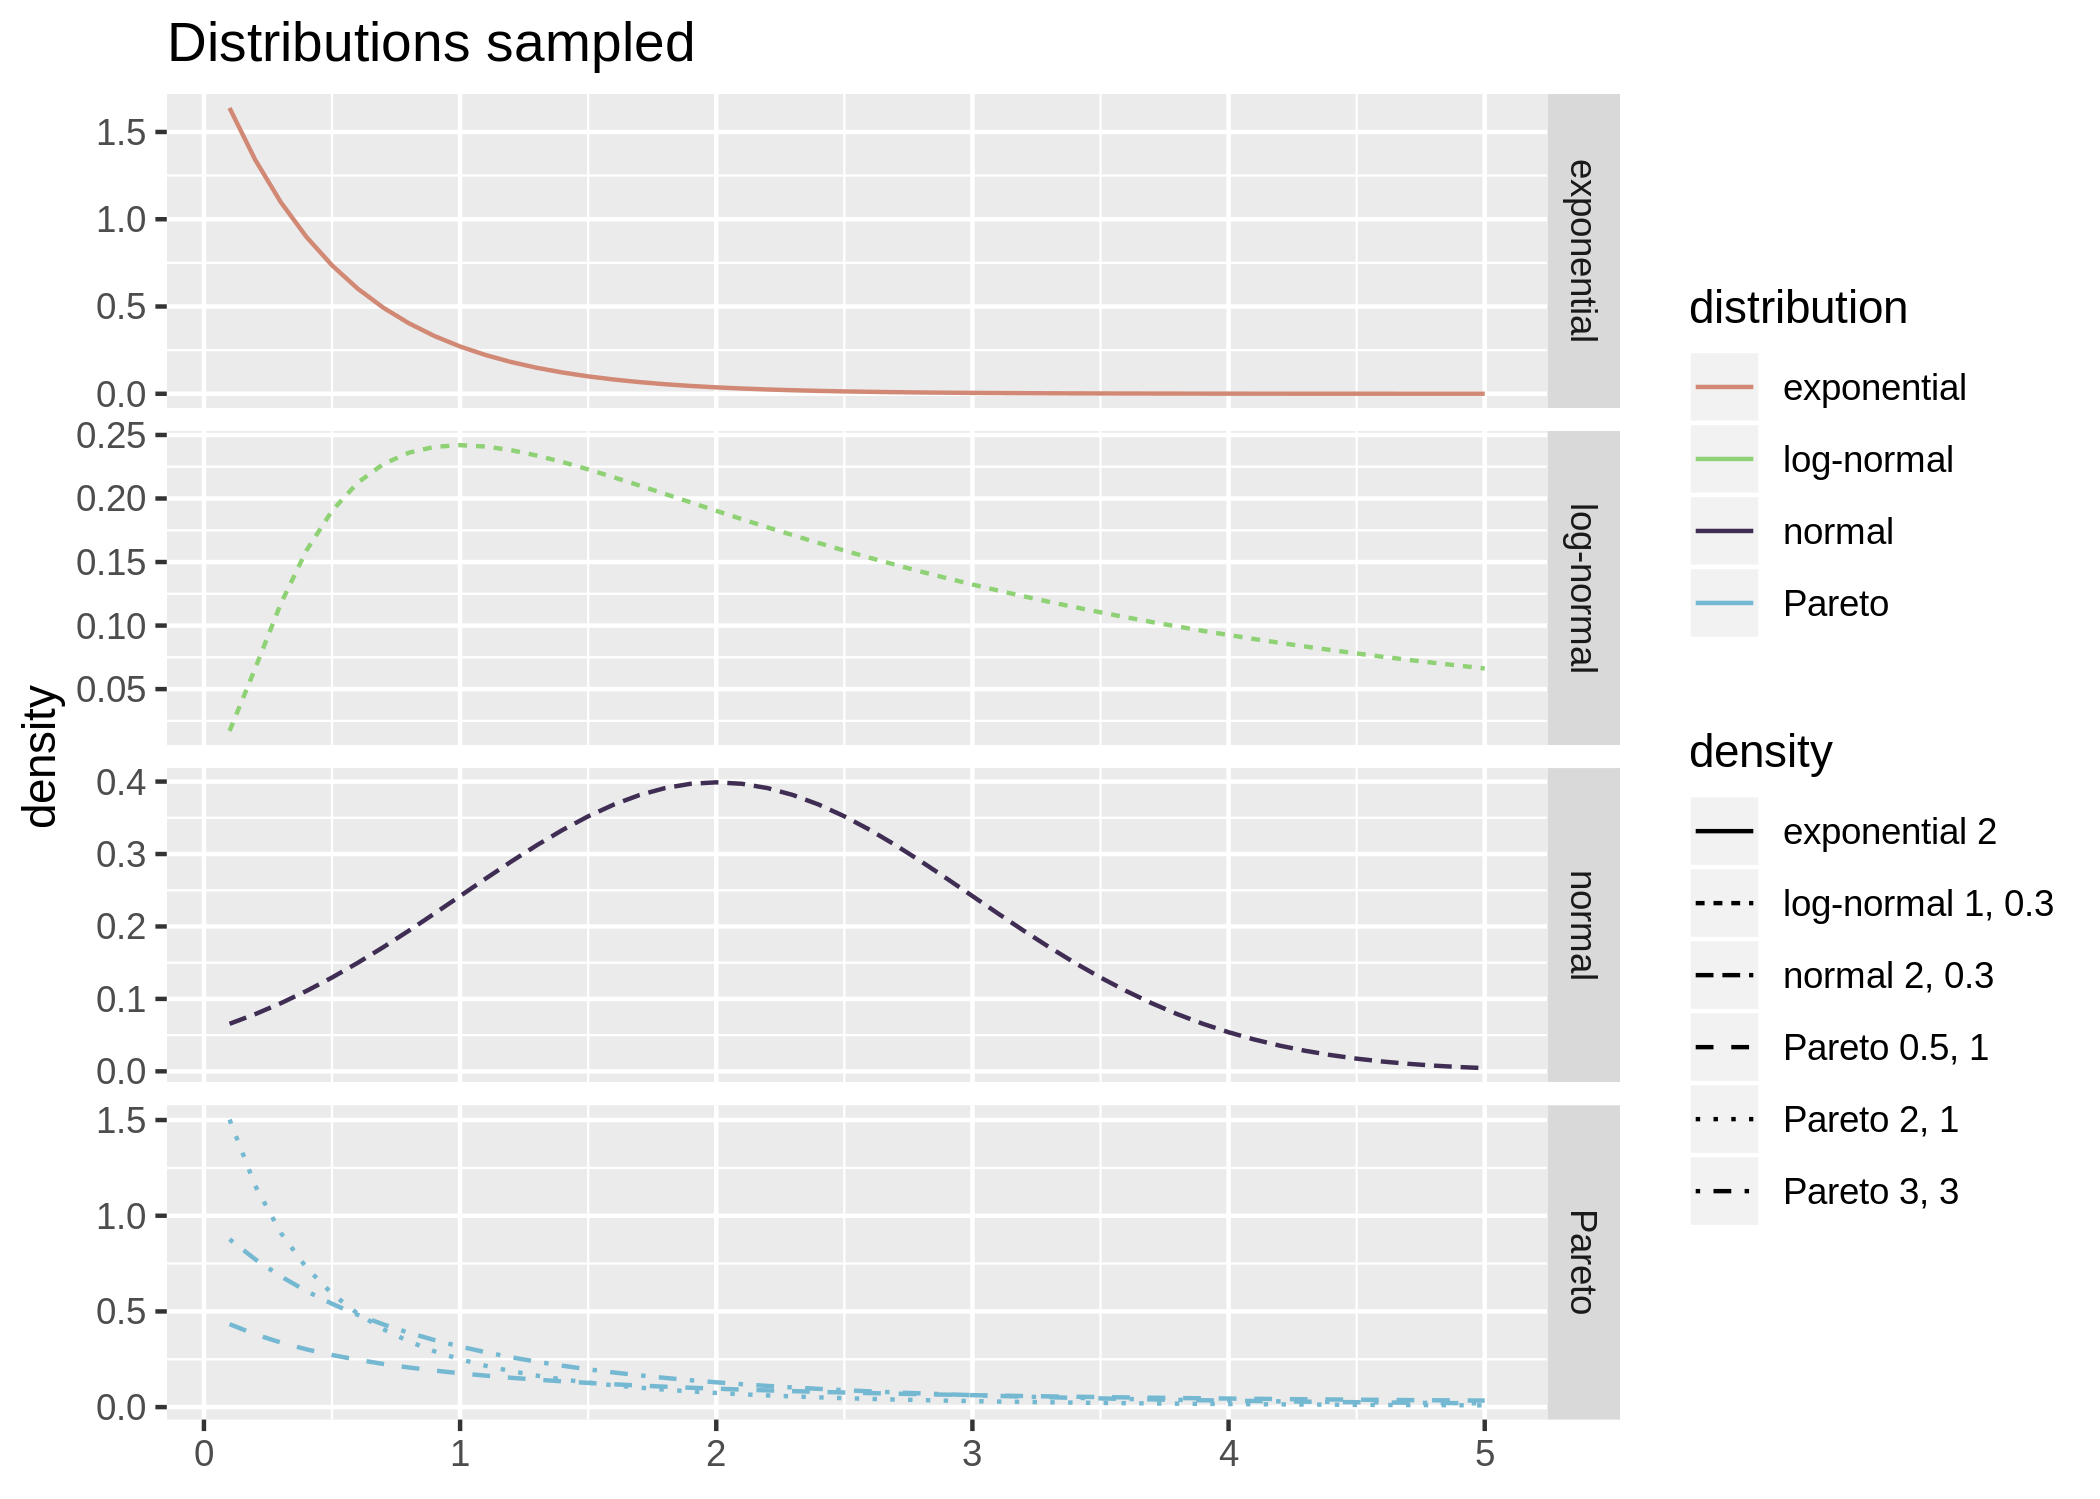 Distributions sampled
density
1.5
1.0
0.5
0.0
exponential
0.25
0.20
0.15
0.10
0.05
log-normal
0.4
0.3
0.2
0.1
0.0
normal
1.5
1.0
0.5
0.0
Pareto
0 1 2 3 4 5
distribution
exponential
log-normal
normal
Pareto
density
exponential 2
log-normal 1, 0.3
normal 2, 0.3
Pareto 0.5, 1
Pareto 2, 1
Pareto 3, 3